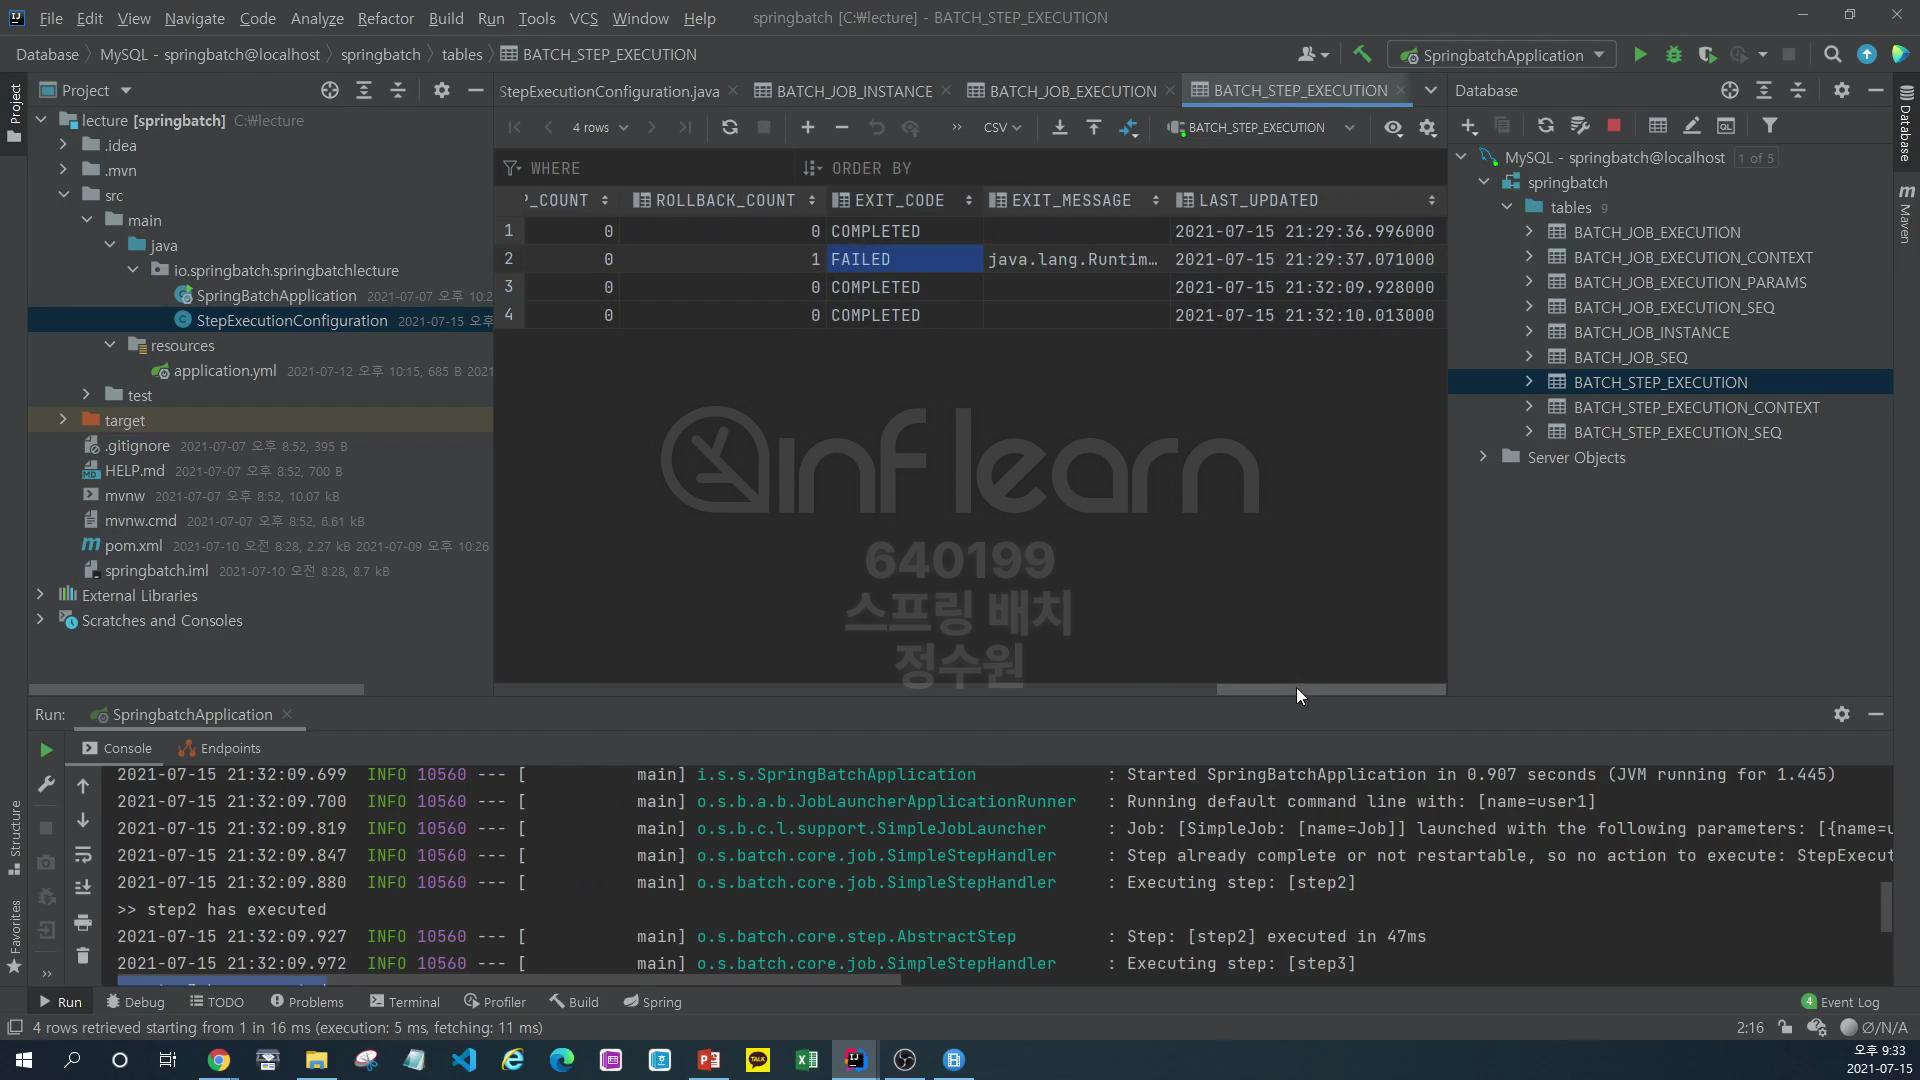 File Edit View Navigate Code Analyze Refactor Build Run Tools VCS Window Help springbatch [C:₩lecture] - BATCH_STEP_EXECUTION
Database MySQL - springbatch@localhost springbatch tables BATCH_STEP_EXECUTION SpringbatchApplication
Project
StepExecutionConfiguration.java BATCH_JOB_INSTANCE BATCH_JOB_EXECUTION BATCH_STEP_EXECUTION
Database
4 rows CSV BATCH_STEP_EXECUTION
WHERE ORDER BY
P_COUNT ROLLBACK_COUNT EXIT_CODE EXIT_MESSAGE LAST_UPDATED
1 0 0 COMPLETED 2021-07-15 21:29:36.996000
2 0 1 FAILED java.lang.Runtim… 2021-07-15 21:29:37.071000
3 0 0 COMPLETED 2021-07-15 21:32:09.928000
4 0 0 COMPLETED 2021-07-15 21:32:10.013000
Project
lecture [springbatch] C:₩lecture
.idea
.mvn
src
main
java
io.springbatch.springbatchlecture
SpringBatchApplication 2021-07-07 오후 10:2
StepExecutionConfiguration 2021-07-15 오후
resources
application.yml 2021-07-12 오후 10:15, 685 B 2021
test
target
.gitignore 2021-07-07 오후 8:52, 395 B
HELP.md 2021-07-07 오후 8:52, 700 B
mvnw 2021-07-07 오후 8:52, 10.07 kB
mvnw.cmd 2021-07-07 오후 8:52, 6.61 kB
pom.xml 2021-07-10 오전 8:28, 2.27 kB 2021-07-09 오후 10:26
springbatch.iml 2021-07-10 오전 8:28, 8.7 kB
External Libraries
Scratches and Consoles
MySQL - springbatch@localhost 1 of 5
springbatch
tables 9
BATCH_JOB_EXECUTION
BATCH_JOB_EXECUTION_CONTEXT
BATCH_JOB_EXECUTION_PARAMS
BATCH_JOB_EXECUTION_SEQ
BATCH_JOB_INSTANCE
BATCH_JOB_SEQ
BATCH_STEP_EXECUTION
BATCH_STEP_EXECUTION_CONTEXT
BATCH_STEP_EXECUTION_SEQ
Server Objects
Database
Maven
inflearn
640199
스프링 배치
정수원
Structure
Favorites
Run: SpringbatchApplication
Console Endpoints
2021-07-15 21:32:09.699 INFO 10560 --- [ main] i.s.s.SpringBatchApplication : Started SpringBatchApplication in 0.907 seconds (JVM running for 1.445)
2021-07-15 21:32:09.700 INFO 10560 --- [ main] o.s.b.a.b.JobLauncherApplicationRunner : Running default command line with: [name=user1]
2021-07-15 21:32:09.819 INFO 10560 --- [ main] o.s.b.c.l.support.SimpleJobLauncher : Job: [SimpleJob: [name=Job]] launched with the following parameters: [{name=u
2021-07-15 21:32:09.847 INFO 10560 --- [ main] o.s.batch.core.job.SimpleStepHandler : Step already complete or not restartable, so no action to execute: StepExecut
2021-07-15 21:32:09.880 INFO 10560 --- [ main] o.s.batch.core.job.SimpleStepHandler : Executing step: [step2]
>> step2 has executed
2021-07-15 21:32:09.927 INFO 10560 --- [ main] o.s.batch.core.step.AbstractStep : Step: [step2] executed in 47ms
2021-07-15 21:32:09.972 INFO 10560 --- [ main] o.s.batch.core.job.SimpleStepHandler : Executing step: [step3]
Run Debug TODO Problems Terminal Profiler Build Spring 4 Event Log
4 rows retrieved starting from 1 in 16 ms (execution: 5 ms, fetching: 11 ms) 2:16 ∅/N/A
오후 9:33
2021-07-15